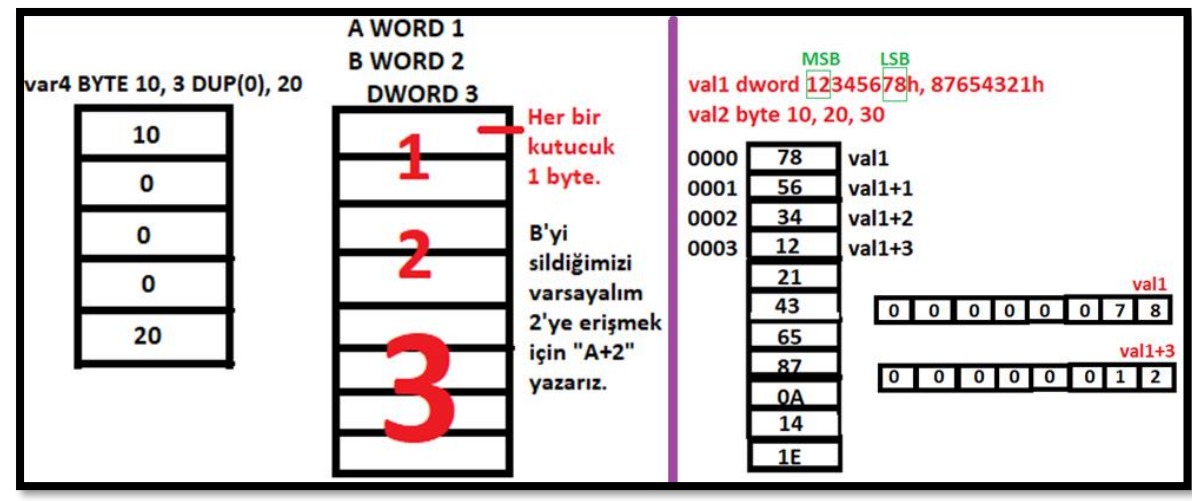 var4 BYTE 10, 3 DUP(0), 20
10
0
0
0
20
A WORD 1
B WORD 2
DWORD 3
1
2
3
Her bir
kutucuk
1 byte.
B'yi
sildiğimizi
varsayalım
2'ye erişmek
için "A+2"
yazarız.
MSB LSB
val1 dword 12345678h, 87654321h
val2 byte 10, 20, 30
0000 78 val1
0001 56 val1+1
0002 34 val1+2
0003 12 val1+3
21
43
65
87
0A
14
1E
val1
0 0 0 0 0 0 7 8
val1+3
0 0 0 0 0 0 1 2